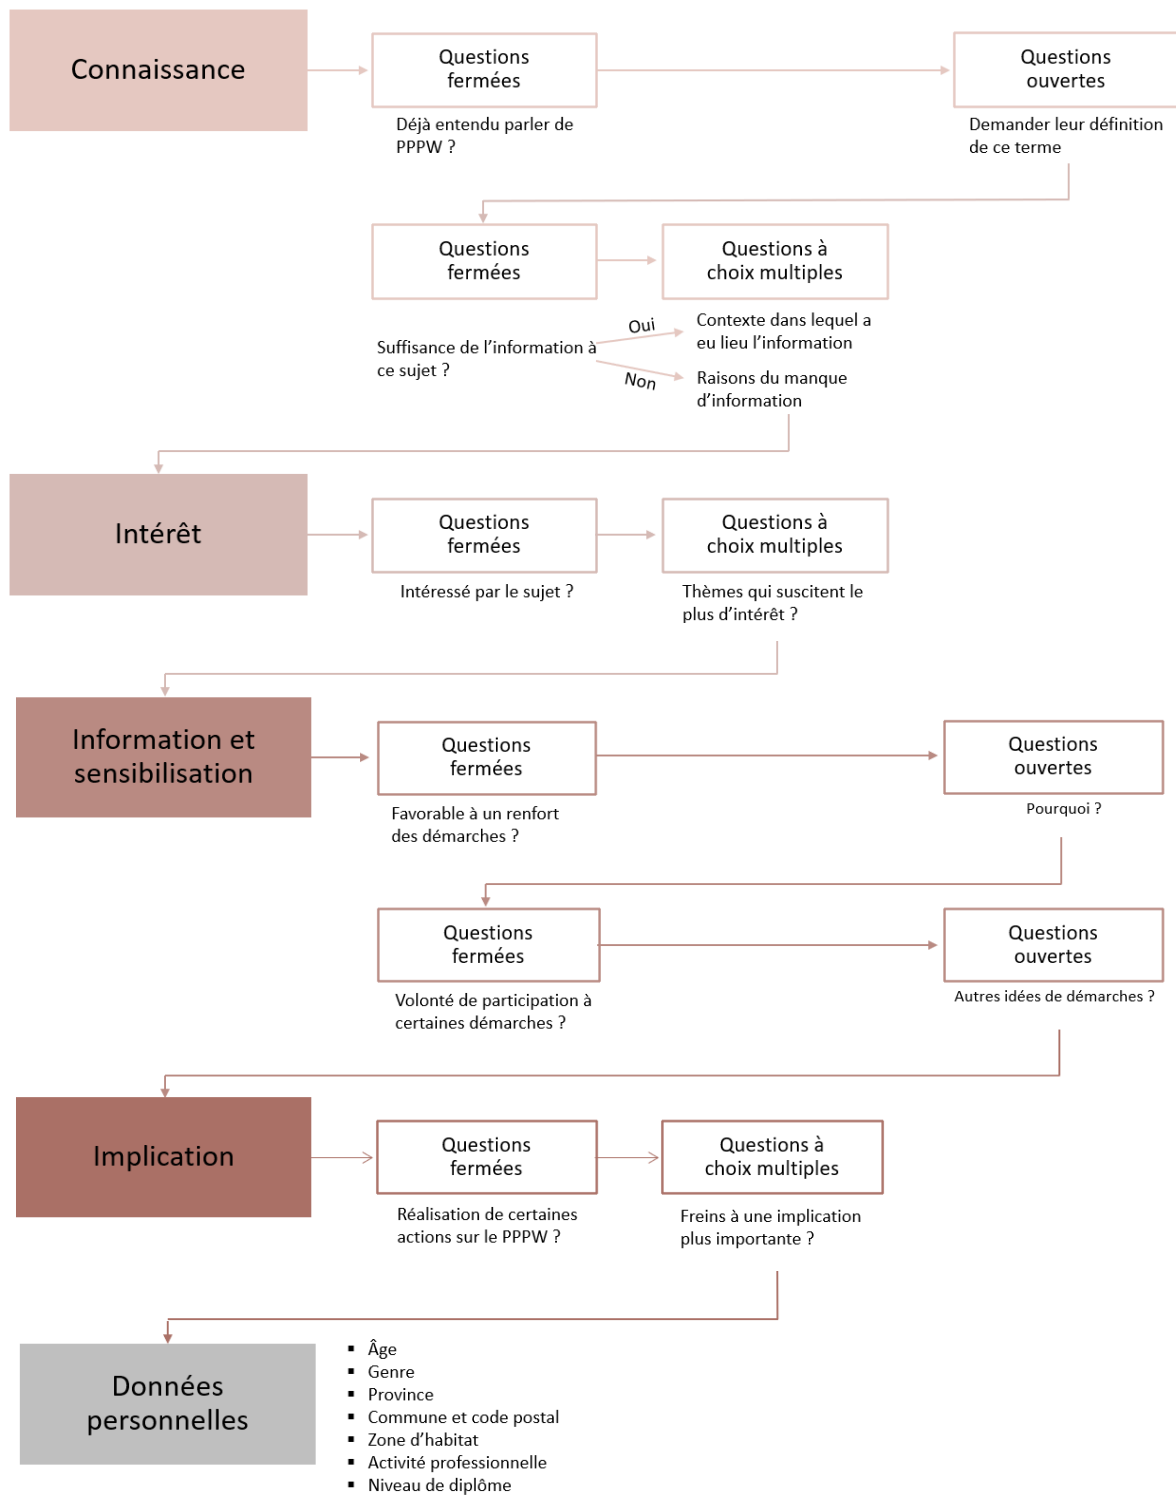 Connaissance
Questions
fermées
Questions
ouvertes
Déjà entendu parler de
PPPW ?
Demander leur définition
de ce terme
Questions
fermées
Questions à
choix multiples
Suffisance de l'information à
ce sujet ?
Oui
Contexte dans lequel a
eu lieu l'information
Non
Raisons du manque
d'information
Intérêt
Questions
fermées
Questions à
choix multiples
Intéressé par le sujet ?
Thèmes qui suscitent le
plus d'intérêt ?
Information et
sensibilisation
Questions
fermées
Questions
ouvertes
Favorable à un renfort
des démarches ?
Pourquoi ?
Questions
fermées
Questions
ouvertes
Volonté de participation à
certaines démarches ?
Autres idées de démarches ?
Implication
Questions
fermées
Questions à
choix multiples
Réalisation de certaines
actions sur le PPPW ?
Freins à une implication
plus importante ?
Données
personnelles
▪ Âge
▪ Genre
▪ Province
▪ Commune et code postal
▪ Zone d'habitat
▪ Activité professionnelle
▪ Niveau de diplôme